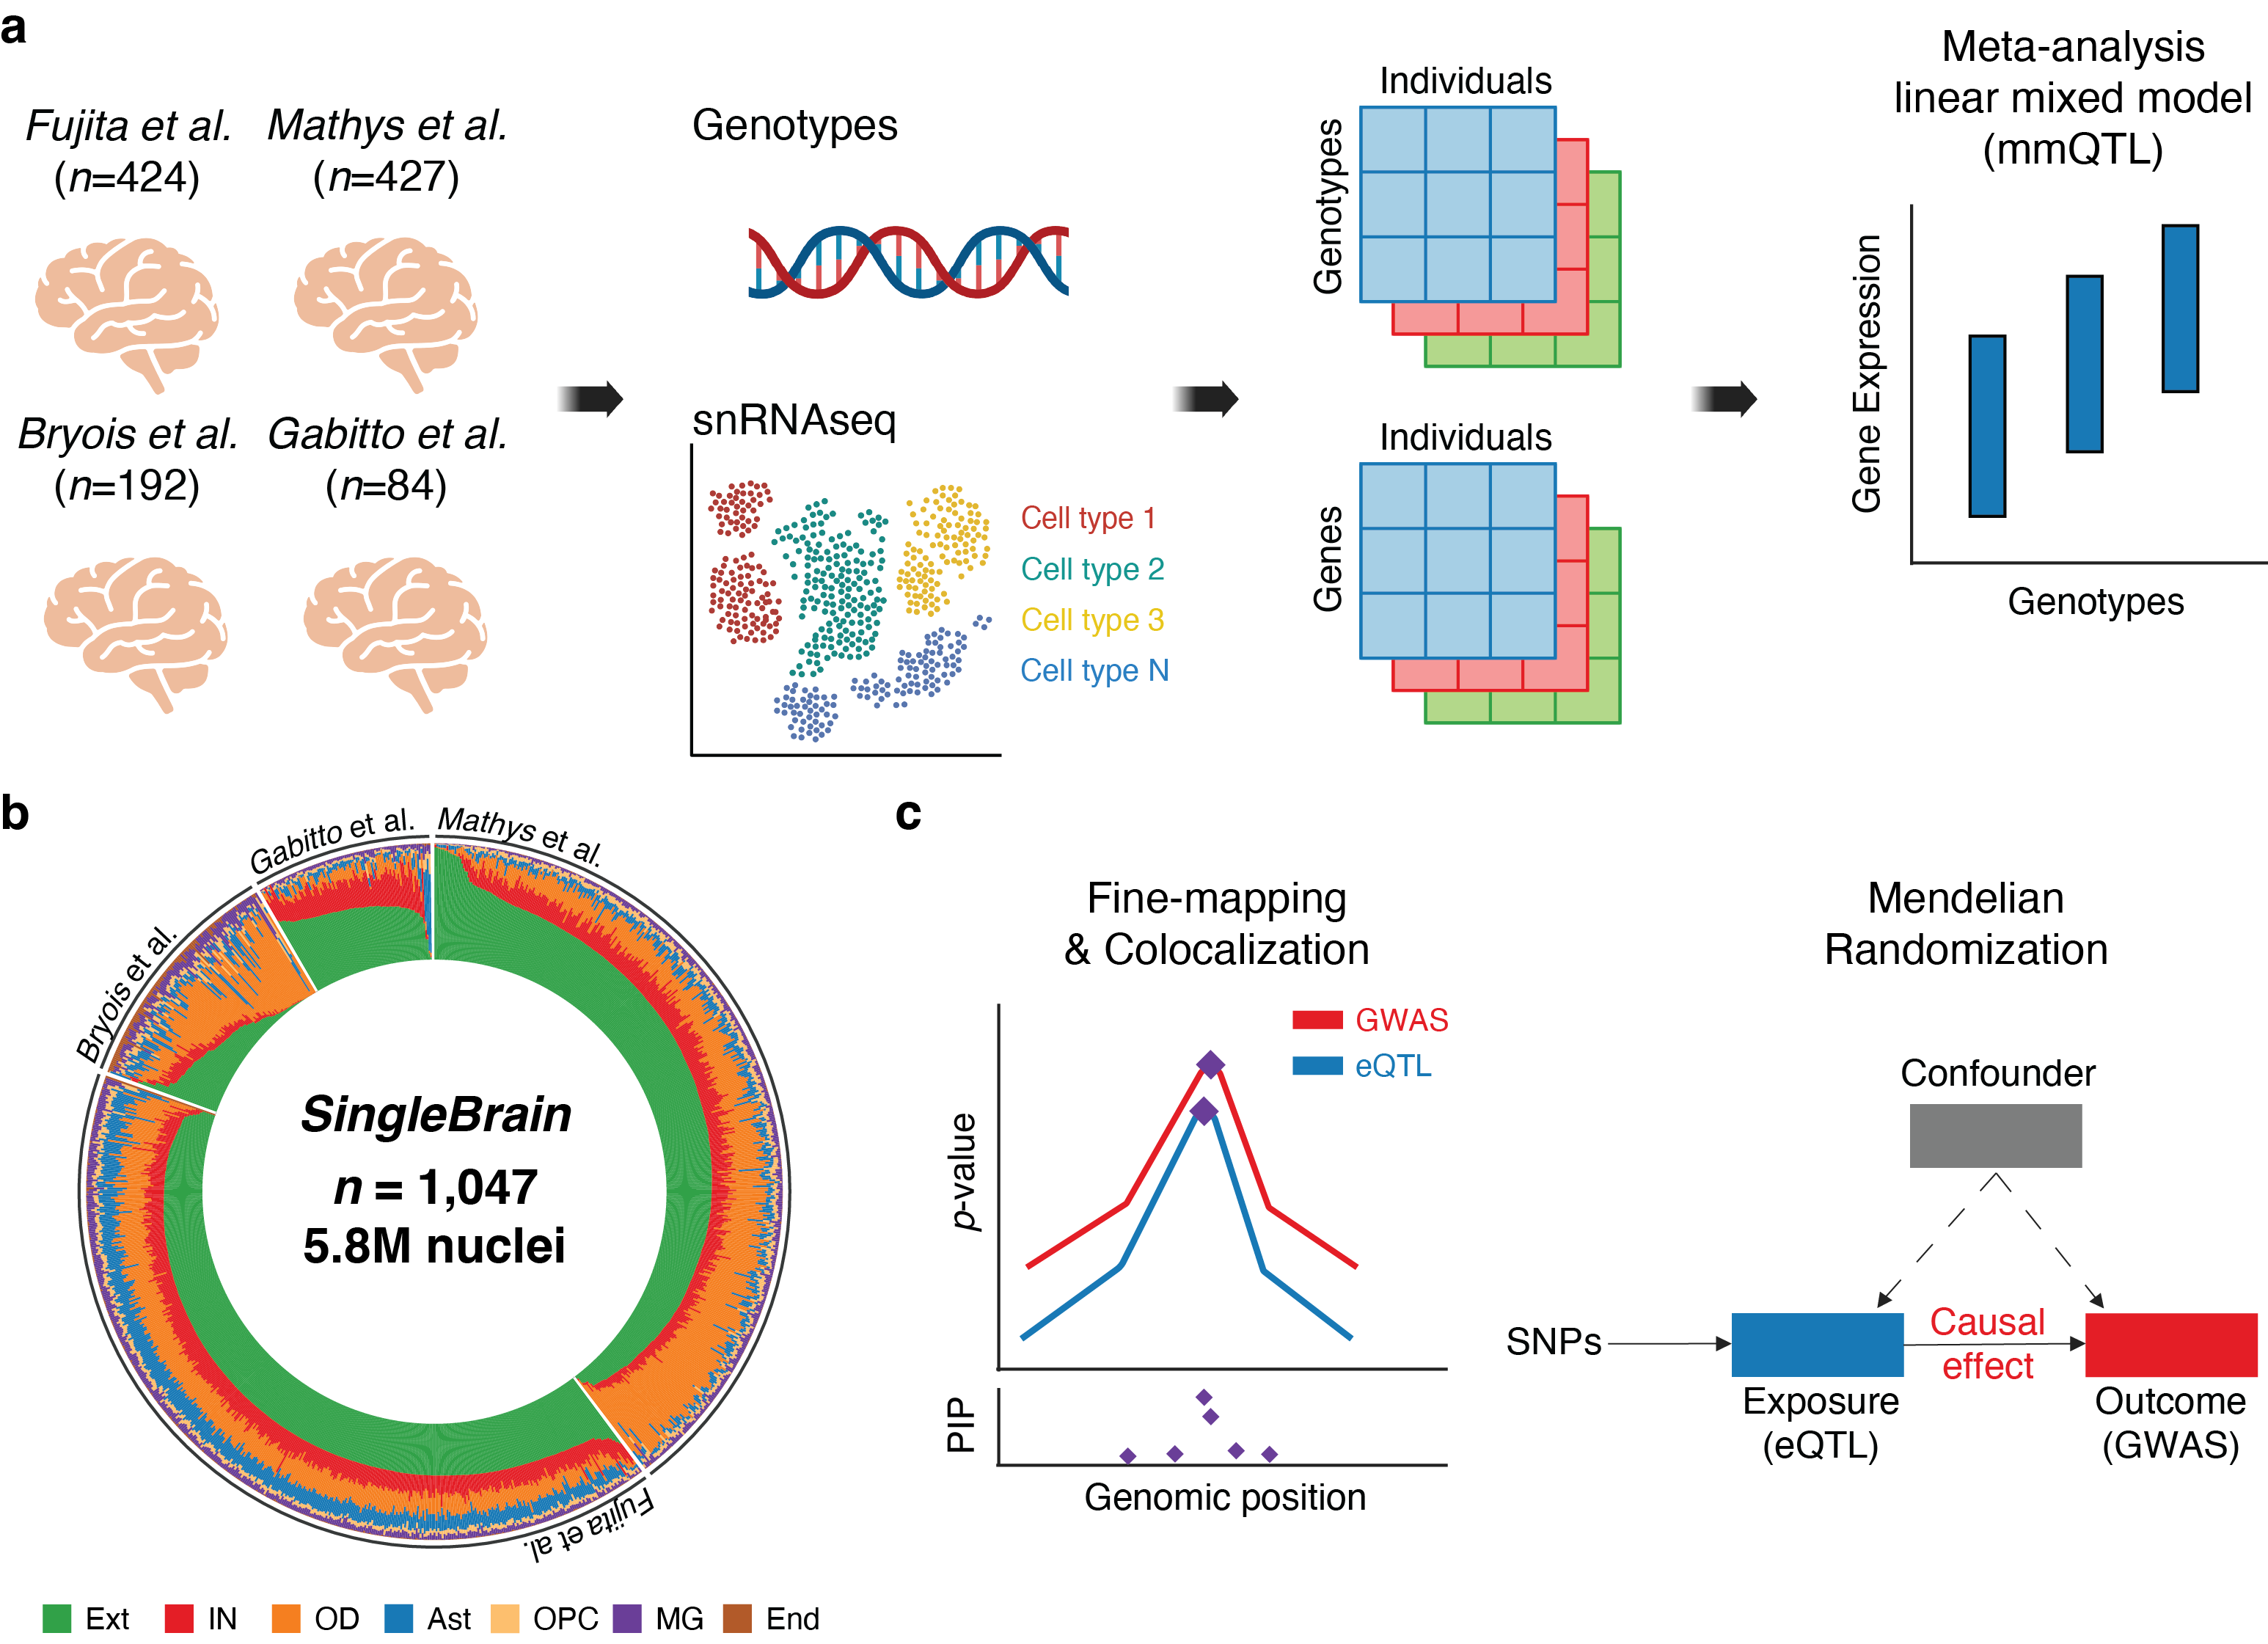 a
Fujita et al.
(n=424)
Mathys et al.
(n=427)
Bryois et al.
(n=192)
Gabitto et al.
(n=84)
Genotypes
snRNAseq
Cell type 1
Cell type 2
Cell type 3
Cell type N
Individuals
Genotypes
Individuals
Genes
Meta-analysis
linear mixed model
(mmQTL)
Gene Expression
Genotypes
b
Gabitto et al.
Mathys et al.
Bryois et al.
Fujita et al.
SingleBrain
n = 1,047
5.8M nuclei
Ext
IN
OD
Ast
OPC
MG
End
c
Fine-mapping
& Colocalization
GWAS
eQTL
p-value
PIP
Genomic position
Mendelian
Randomization
Confounder
SNPs
Causal
effect
Exposure
(eQTL)
Outcome
(GWAS)